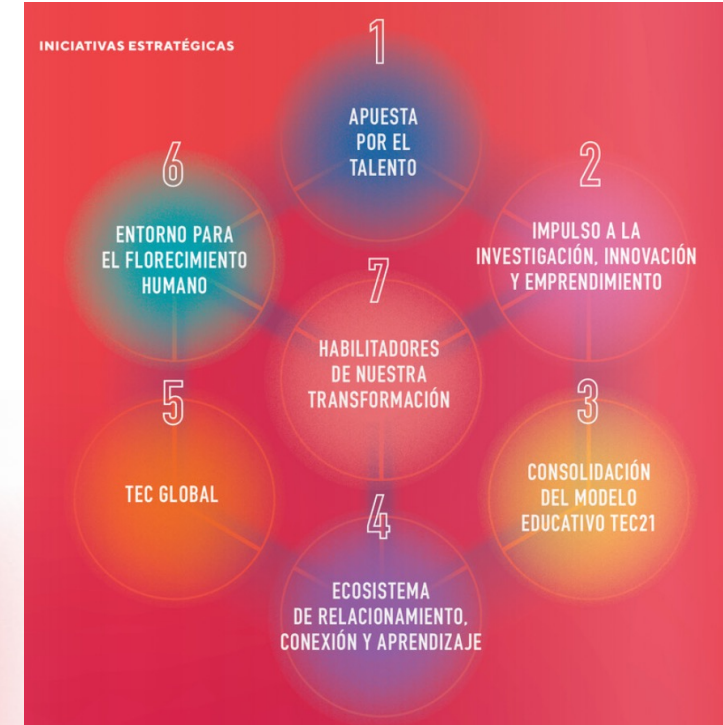 INICIATIVAS ESTRATÉGICAS
1
APUESTA
POR EL
TALENTO
2
IMPULSO A LA
INVESTIGACIÓN, INNOVACIÓN
Y EMPRENDIMIENTO
3
CONSOLIDACIÓN
DEL MODELO
EDUCATIVO TEC21
4
ECOSISTEMA
DE RELACIONAMIENTO,
CONEXIÓN Y APRENDIZAJE
5
TEC GLOBAL
6
ENTORNO PARA
EL FLORECIMIENTO
HUMANO
7
HABILITADORES
DE NUESTRA
TRANSFORMACIÓN